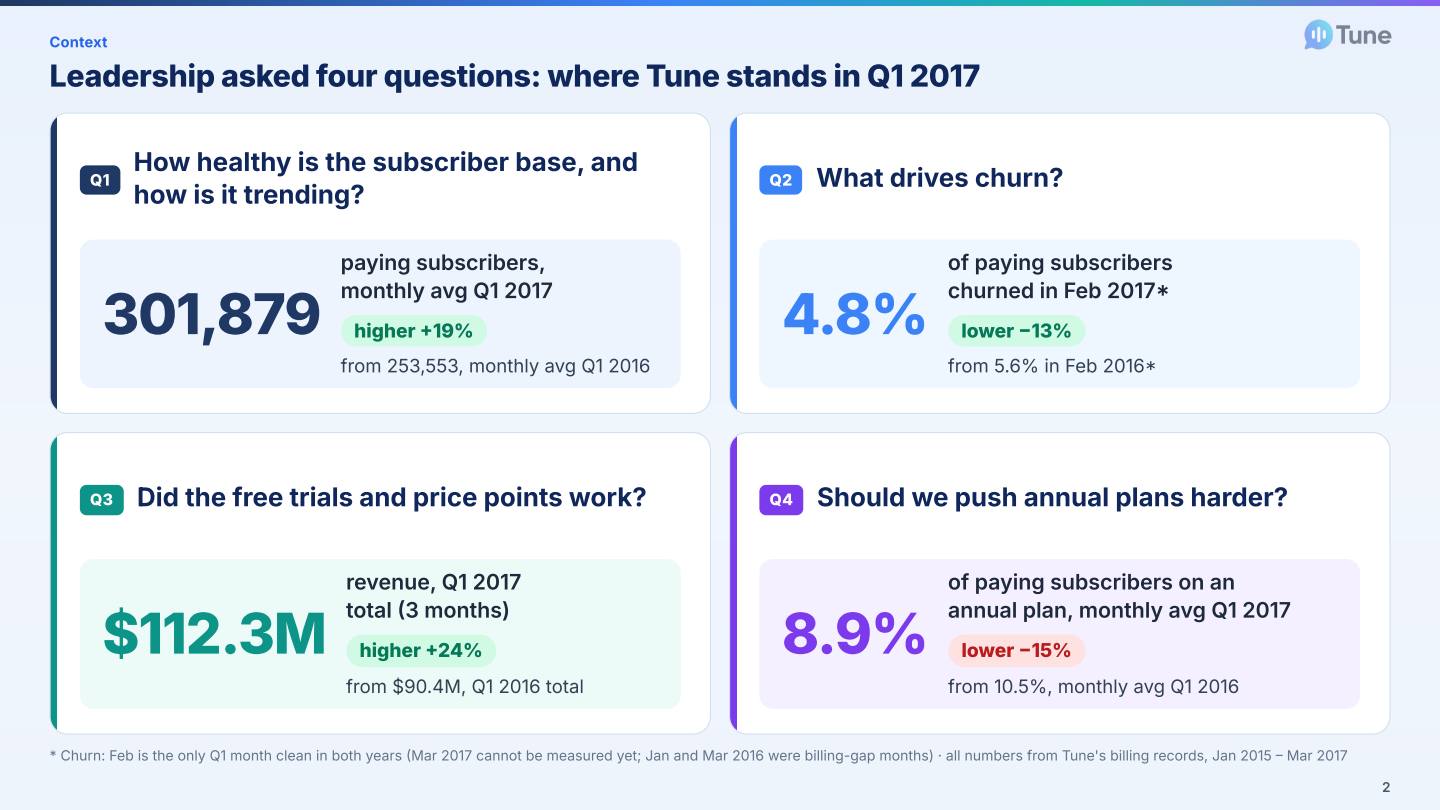 Context
Tune
Leadership asked four questions: where Tune stands in Q1 2017
Q1
How healthy is the subscriber base, and
how is it trending?
301,879
paying subscribers,
monthly avg Q1 2017
higher +19%
from 253,553, monthly avg Q1 2016
Q2
What drives churn?
4.8%
of paying subscribers
churned in Feb 2017*
lower −13%
from 5.6% in Feb 2016*
Q3
Did the free trials and price points work?
$112.3M
revenue, Q1 2017
total (3 months)
higher +24%
from $90.4M, Q1 2016 total
Q4
Should we push annual plans harder?
8.9%
of paying subscribers on an
annual plan, monthly avg Q1 2017
lower −15%
from 10.5%, monthly avg Q1 2016
* Churn: Feb is the only Q1 month clean in both years (Mar 2017 cannot be measured yet; Jan and Mar 2016 were billing-gap months) · all numbers from Tune's billing records, Jan 2015 – Mar 2017
2